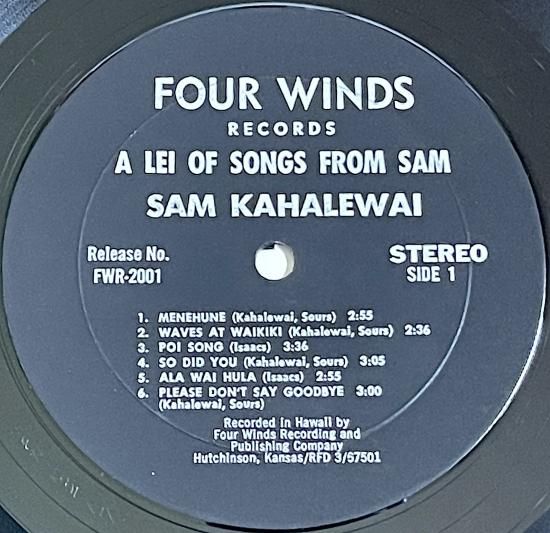 FOUR WINDS
RECORDS
A LEI OF SONGS FROM SAM
SAM KAHALEWAI
Release No.
FWR-2001
STEREO
SIDE 1
1. MENEHUNE (Kahalewai, Sours) 2:55
2. WAVES AT WAIKIKI (Kahalewai, Sours) 2:36
3. POI SONG (Isaacs) 3:36
4. SO DID YOU (Kahalewai, Sours) 3:05
5. ALA WAI HULA (Isaacs) 2:55
6. PLEASE DON'T SAY GOODBYE 3:00
(Kahalewai, Sours)
Recorded in Hawaii by
Four Winds Recording and
Publishing Company
Hutchinson, Kansas/RFD 3/67501